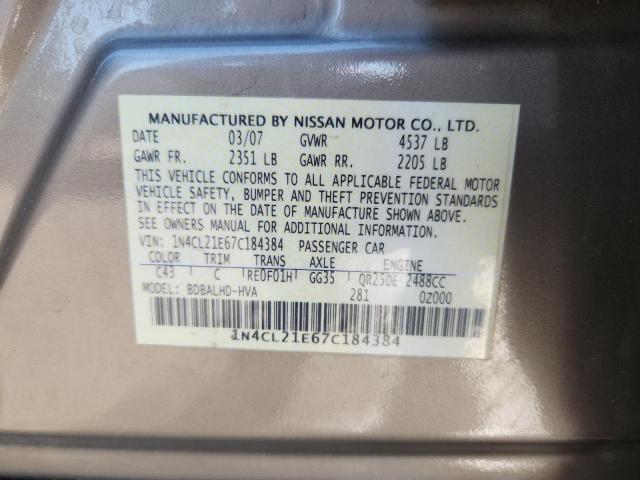 MANUFACTURED BY NISSAN MOTOR CO., LTD.
DATE 03/07 GVWR 4537 LB
GAWR FR. 2351 LB GAWR RR. 2205 LB
THIS VEHICLE CONFORMS TO ALL APPLICABLE FEDERAL MOTOR
VEHICLE SAFETY, BUMPER AND THEFT PREVENTION STANDARDS
IN EFFECT ON THE DATE OF MANUFACTURE SHOWN ABOVE.
SEE OWNERS MANUAL FOR ADDITIONAL INFORMATION.
VIN: 1N4CL21E67C184384 PASSENGER CAR
COLOR TRIM TRANS AXLE ENGINE
C43 C RE0F01H GG35 QR25DE 2488CC
MODEL: BDBALHD-HVA 281 0Z000
1N4CL21E67C184384